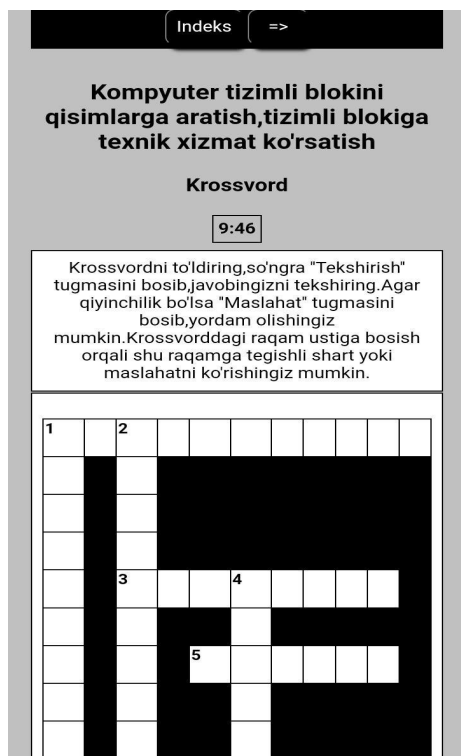 Indeks =>
Kompyuter tizimli blokini
qisimlarga aratish,tizimli blokiga
texnik xizmat ko'rsatish
Krossvord
9:46
Krossvordni to'ldiring,so'ngra "Tekshirish"
tugmasini bosib,javobingizni tekshiring.Agar
qiyinchilik bo'lsa "Maslahat" tugmasini
bosib,yordam olishingiz
mumkin.Krossvorddagi raqam ustiga bosish
orqali shu raqamga tegishli shart yoki
maslahatni ko'rishingiz mumkin.
1 2
3 4
5